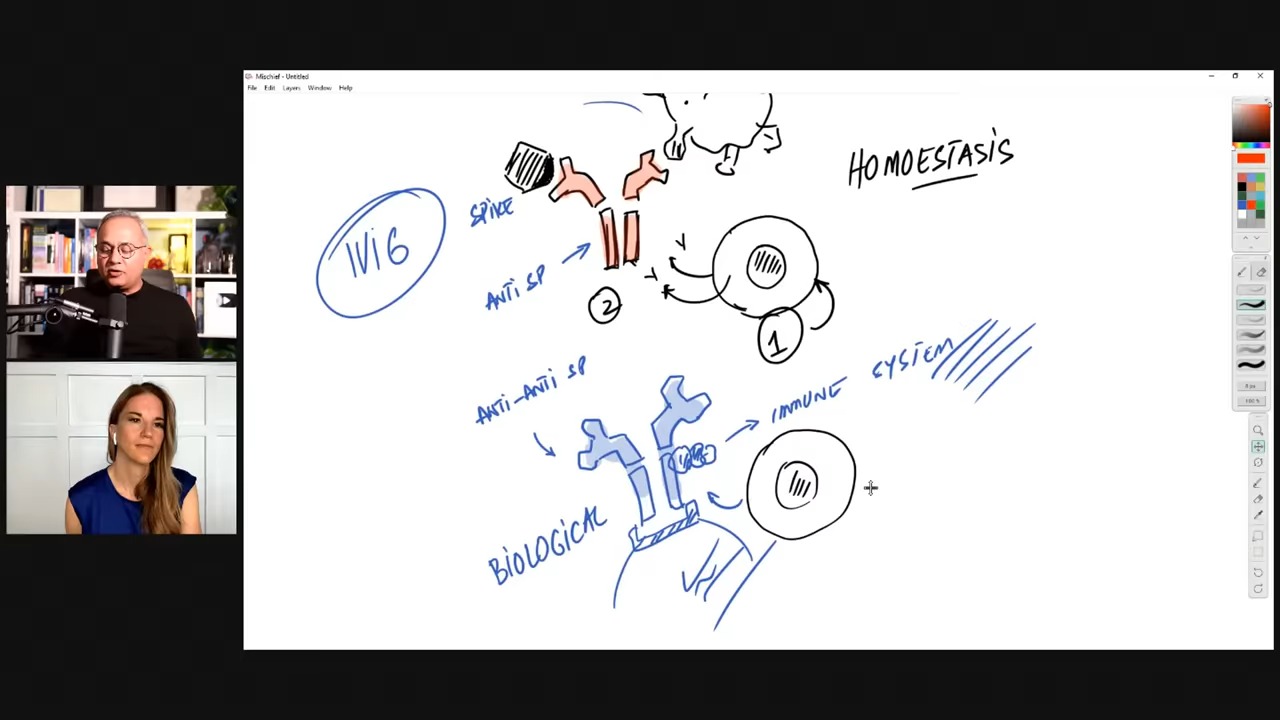 Mischief - Untitled
File Edit Layers Window Help
HOMOESTASIS
SPIKE
IVIG
ANTI SP
2
1
IMMUNE SYSTEM
ANTI-ANTI SP
BIOLOGICAL